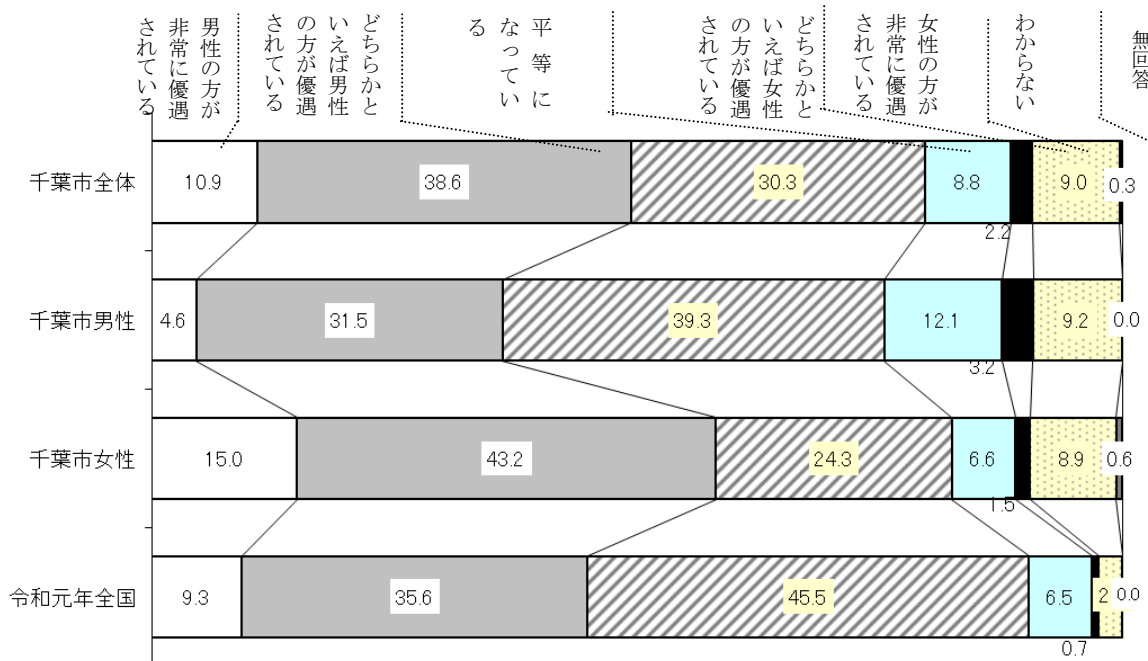 男性の方が
非常に優遇
されている
どちらかと
いえば男性
の方が優遇
されている
平等に
なってい
る
どちらかと
いえば女性
の方が優遇
されている
女性の方が
非常に優遇
されている
わからない
無回答
千葉市全体
10.9
38.6
30.3
8.8
2.2
9.0
0.3
千葉市男性
4.6
31.5
39.3
12.1
3.2
9.2
0.0
千葉市女性
15.0
43.2
24.3
6.6
1.5
8.9
0.6
令和元年全国
9.3
35.6
45.5
6.5
0.7
2
0.0